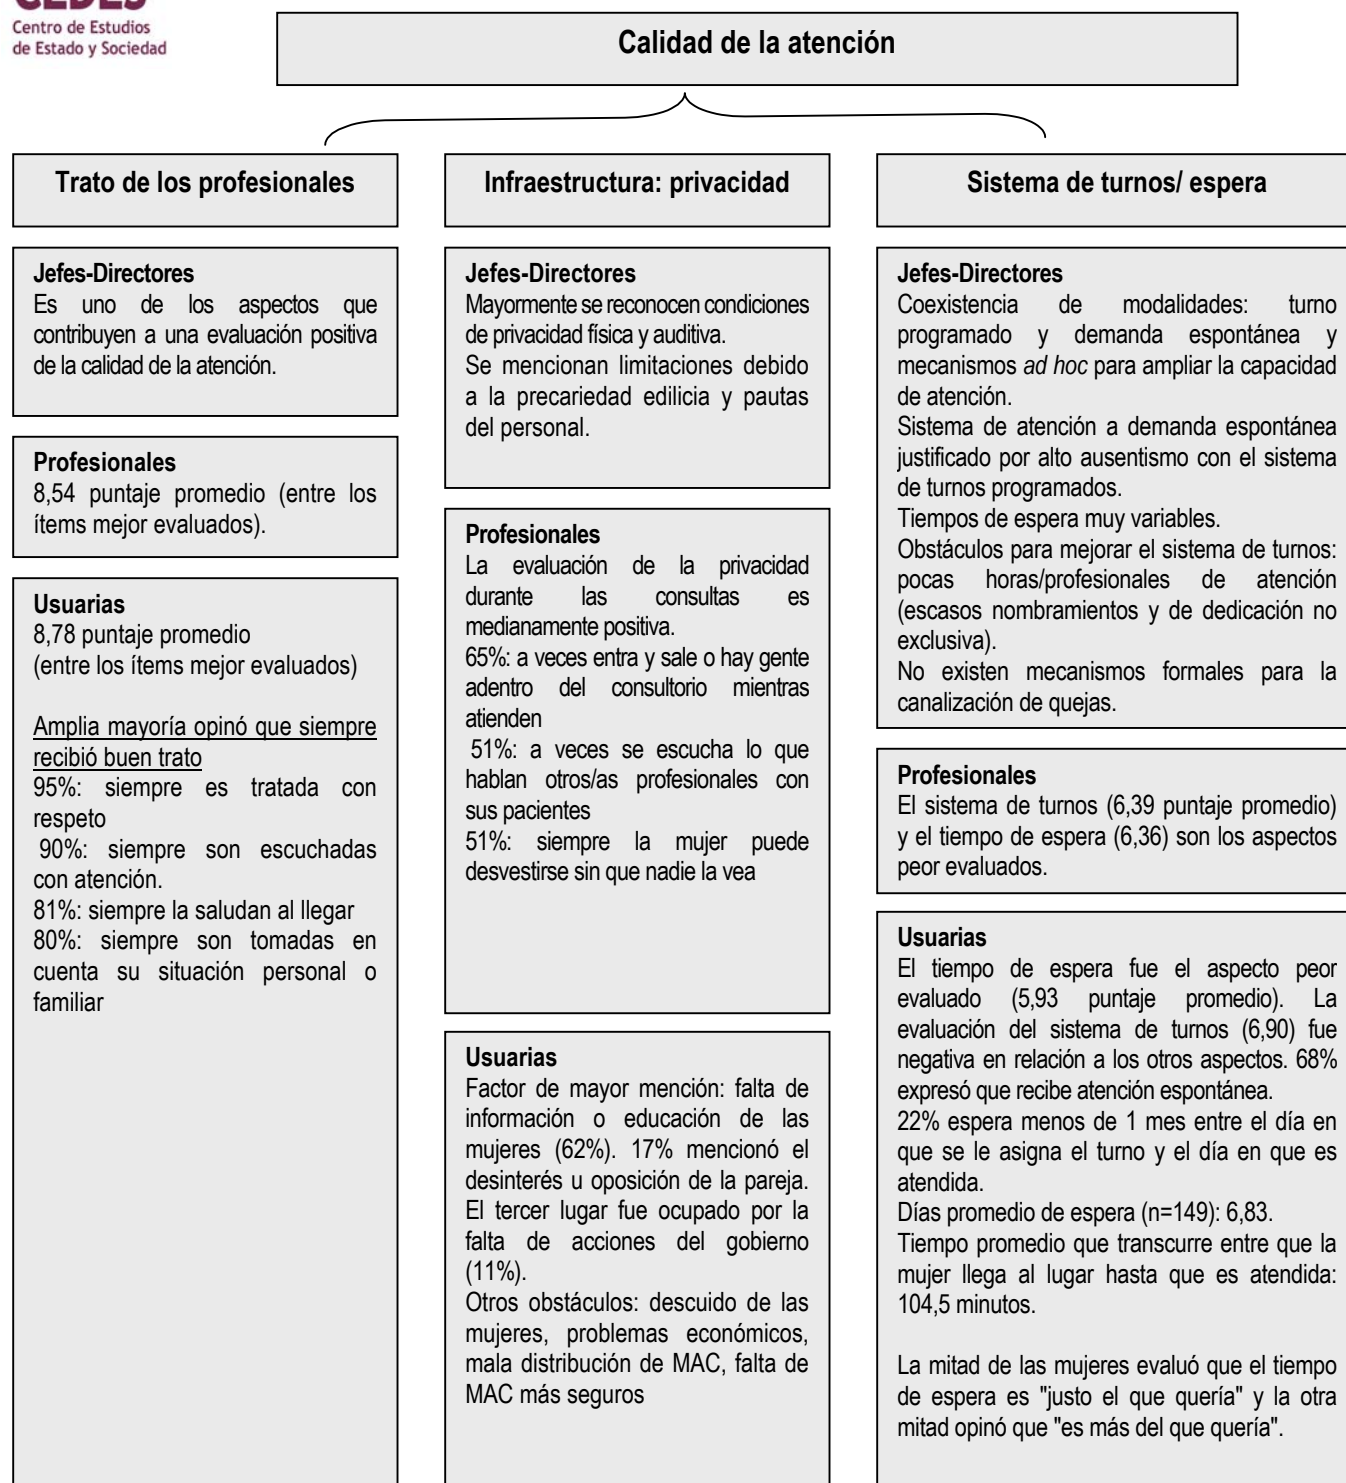 CEDES
Centro de Estudios
de Estado y Sociedad
Calidad de la atención
Trato de los profesionales
Jefes-Directores
Es uno de los aspectos que
contribuyen a una evaluación positiva
de la calidad de la atención.
Profesionales
8,54 puntaje promedio (entre los
ítems mejor evaluados).
Usuarias
8,78 puntaje promedio
(entre los ítems mejor evaluados)
Amplia mayoría opinó que siempre
recibió buen trato
95%: siempre es tratada con
respeto
90%: siempre son escuchadas
con atención.
81%: siempre la saludan al llegar
80%: siempre son tomadas en
cuenta su situación personal o
familiar
Infraestructura: privacidad
Jefes-Directores
Mayormente se reconocen condiciones
de privacidad física y auditiva.
Se mencionan limitaciones debido
a la precariedad edilicia y pautas
del personal.
Profesionales
La evaluación de la privacidad
durante las consultas es
medianamente positiva.
65%: a veces entra y sale o hay gente
adentro del consultorio mientras
atienden
51%: a veces se escucha lo que
hablan otros/as profesionales con
sus pacientes
51%: siempre la mujer puede
desvestirse sin que nadie la vea
Usuarias
Factor de mayor mención: falta de
información o educación de las
mujeres (62%). 17% mencionó el
desinterés u oposición de la pareja.
El tercer lugar fue ocupado por la
falta de acciones del gobierno
(11%).
Otros obstáculos: descuido de las
mujeres, problemas económicos,
mala distribución de MAC, falta de
MAC más seguros
Sistema de turnos/ espera
Jefes-Directores
Coexistencia de modalidades: turno
programado y demanda espontánea y
mecanismos ad hoc para ampliar la capacidad
de atención.
Sistema de atención a demanda espontánea
justificado por alto ausentismo con el sistema
de turnos programados.
Tiempos de espera muy variables.
Obstáculos para mejorar el sistema de turnos:
pocas horas/profesionales de atención
(escasos nombramientos y de dedicación no
exclusiva).
No existen mecanismos formales para la
canalización de quejas.
Profesionales
El sistema de turnos (6,39 puntaje promedio)
y el tiempo de espera (6,36) son los aspectos
peor evaluados.
Usuarias
El tiempo de espera fue el aspecto peor
evaluado (5,93 puntaje promedio). La
evaluación del sistema de turnos (6,90) fue
negativa en relación a los otros aspectos. 68%
expresó que recibe atención espontánea.
22% espera menos de 1 mes entre el día en
que se le asigna el turno y el día en que es
atendida.
Días promedio de espera (n=149): 6,83.
Tiempo promedio que transcurre entre que la
mujer llega al lugar hasta que es atendida:
104,5 minutos.
La mitad de las mujeres evaluó que el tiempo
de espera es "justo el que quería" y la otra
mitad opinó que "es más del que quería".